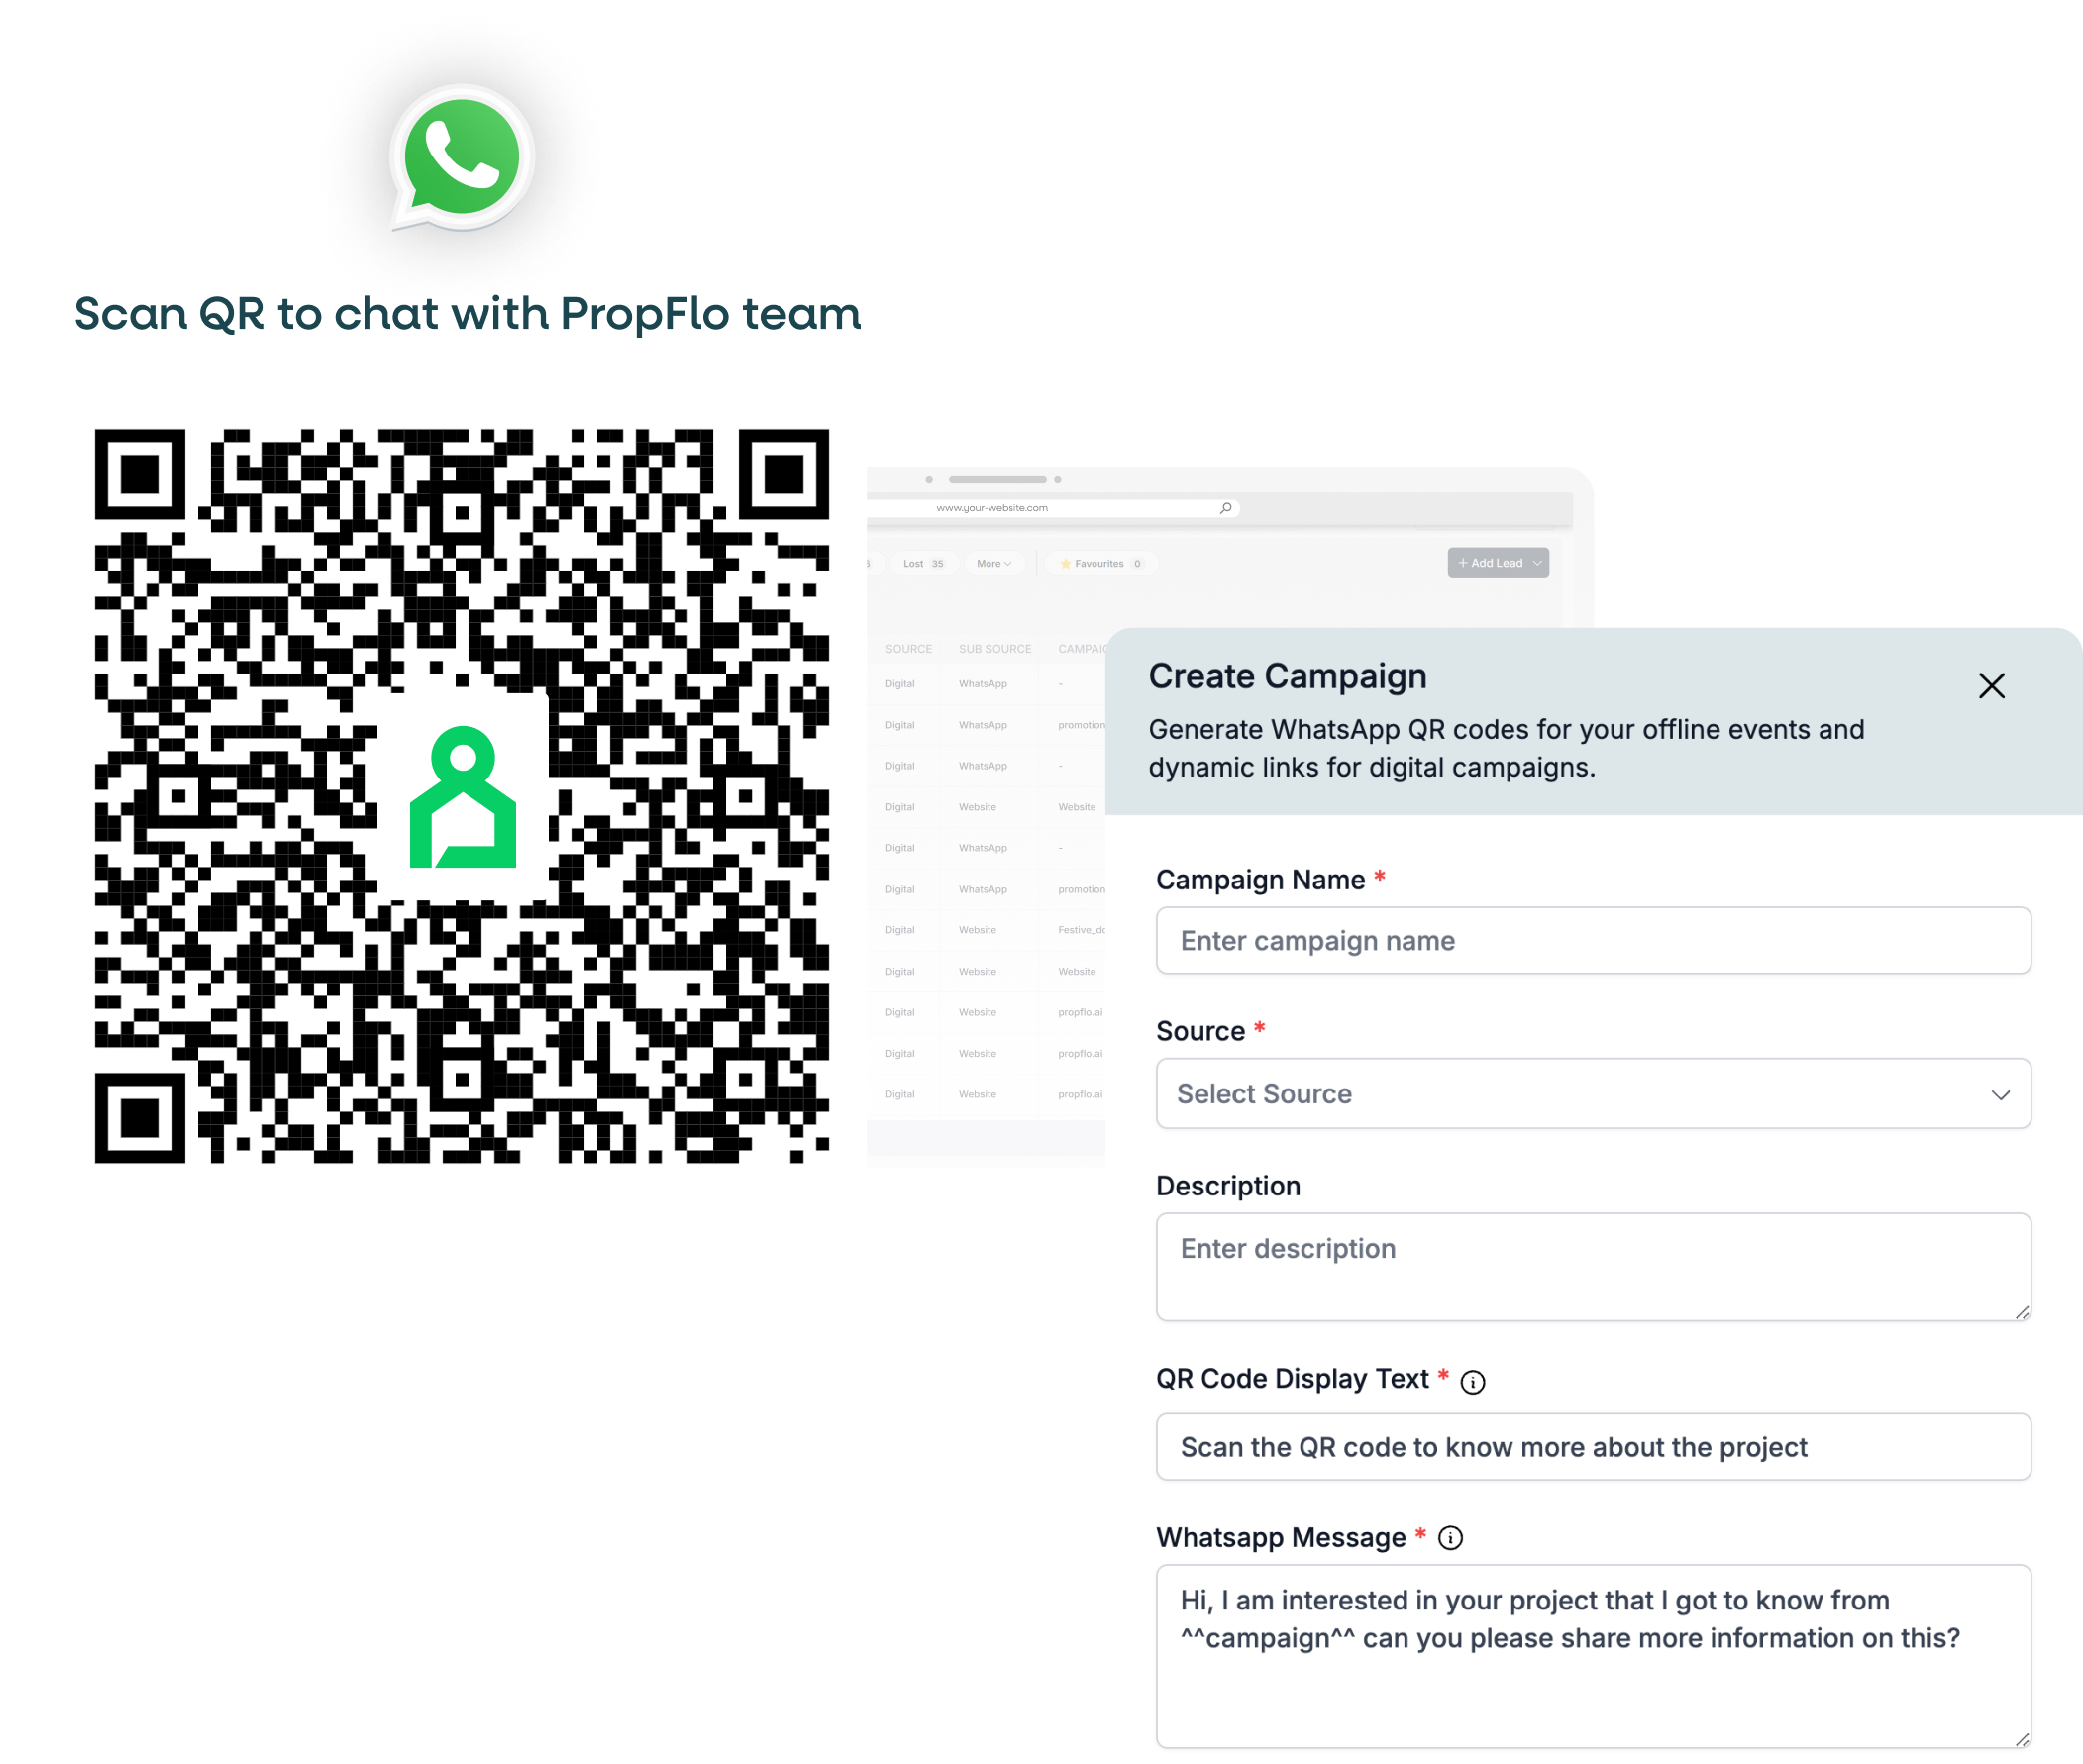 Scan QR to chat with PropFlo team
www.your-website.com
Lost 35 More Favourites 0 + Add Lead
SOURCE SUB SOURCE
Digital WhatsApp -
Digital WhatsApp promotion
Digital WhatsApp -
Digital Website Website
Digital WhatsApp -
Digital WhatsApp promotion
Digital Website
Digital Website Website
Digital Website propflo.ai
Digital Website propflo.ai
Digital Website propflo.ai
Create Campaign
Generate WhatsApp QR codes for your offline events and
dynamic links for digital campaigns.
Campaign Name *
Enter campaign name
Source *
Select Source
Description
Enter description
QR Code Display Text *
Scan the QR code to know more about the project
Whatsapp Message *
Hi, I am interested in your project that I got to know from
^^campaign^^ can you please share more information on this?